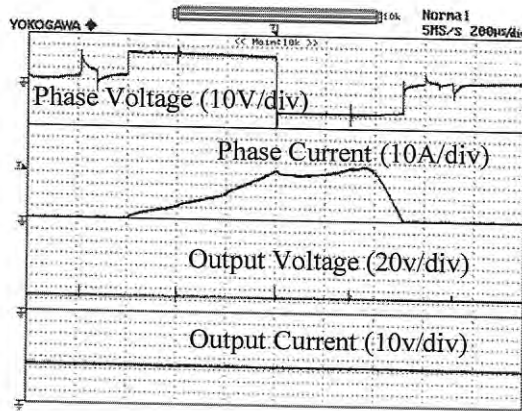 10k
Normal
YOKOGAWA ◆
5MS/s 200µs/div
<< Main:10k >>
Phase Voltage (10V/div)
Phase Current (10A/div)
Output Voltage (20v/div)
Output Current (10v/div)